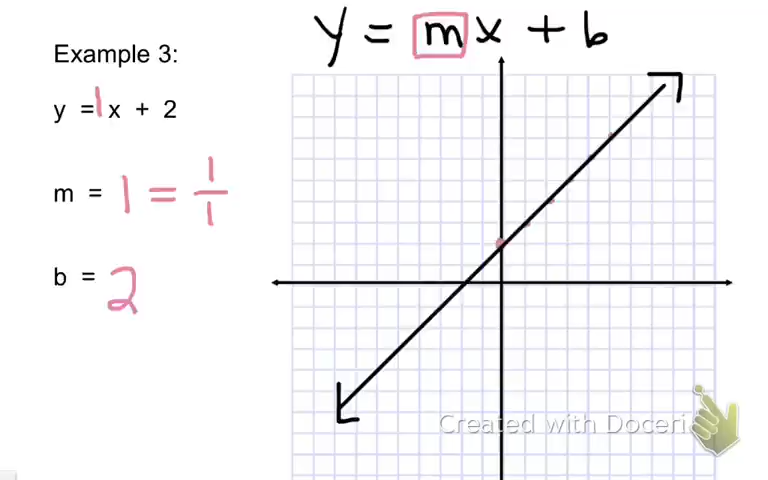 y = mx + b
Example 3:
y = 1x + 2
m = 1 = 1/1
b = 2
Created with Doceri